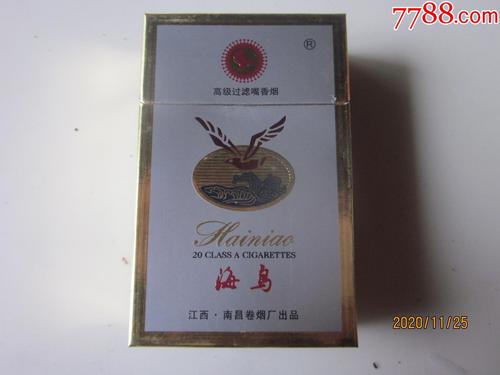 7788.com
®
高级过滤嘴香烟
Hainiao
20 CLASS A CIGARETTES
海鸟
江西·南昌卷烟厂出品
2020/11/25